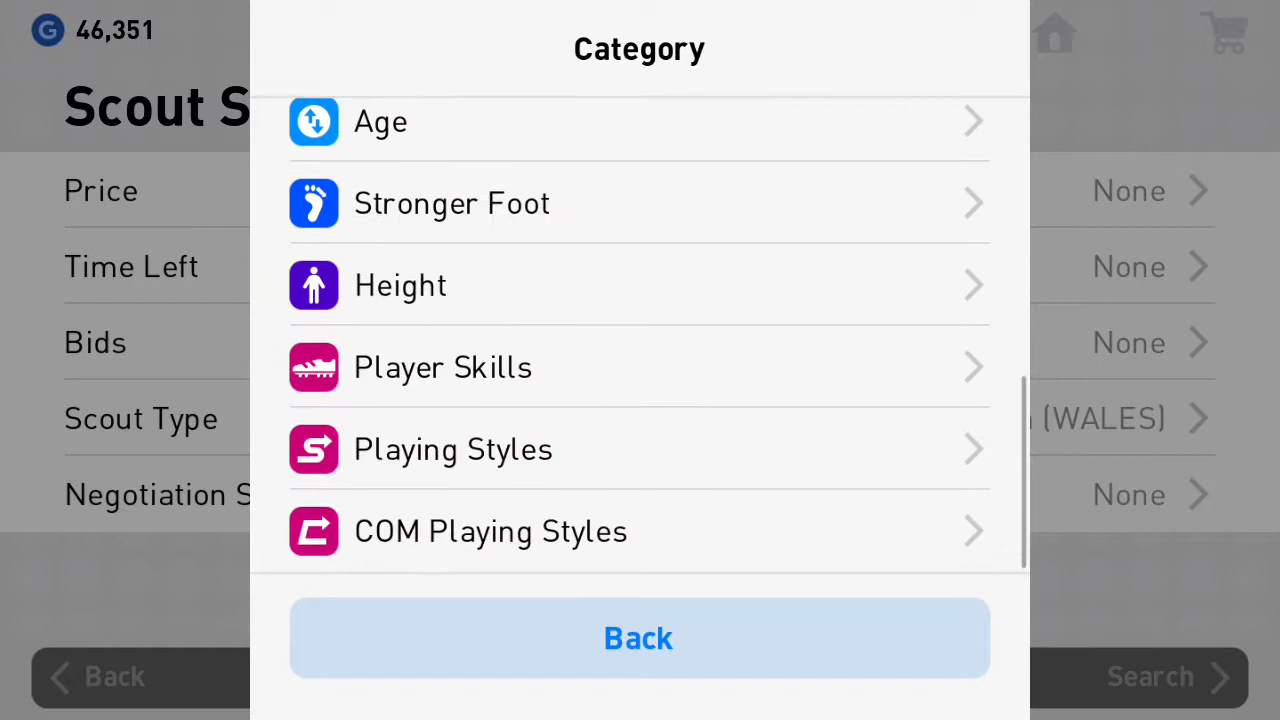 G 46,351
Category
Scout S
Age
Price
None
Stronger Foot
Time Left
None
Height
Bids
None
Player Skills
Scout Type
(WALES)
Playing Styles
Negotiation S
None
COM Playing Styles
Back
Back
Search